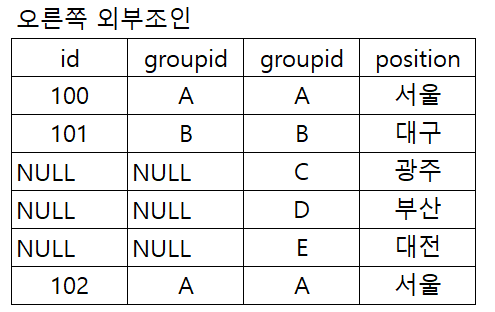 오른쪽 외부조인
id groupid groupid position
100 A A 서울
101 B B 대구
NULL NULL C 광주
NULL NULL D 부산
NULL NULL E 대전
102 A A 서울